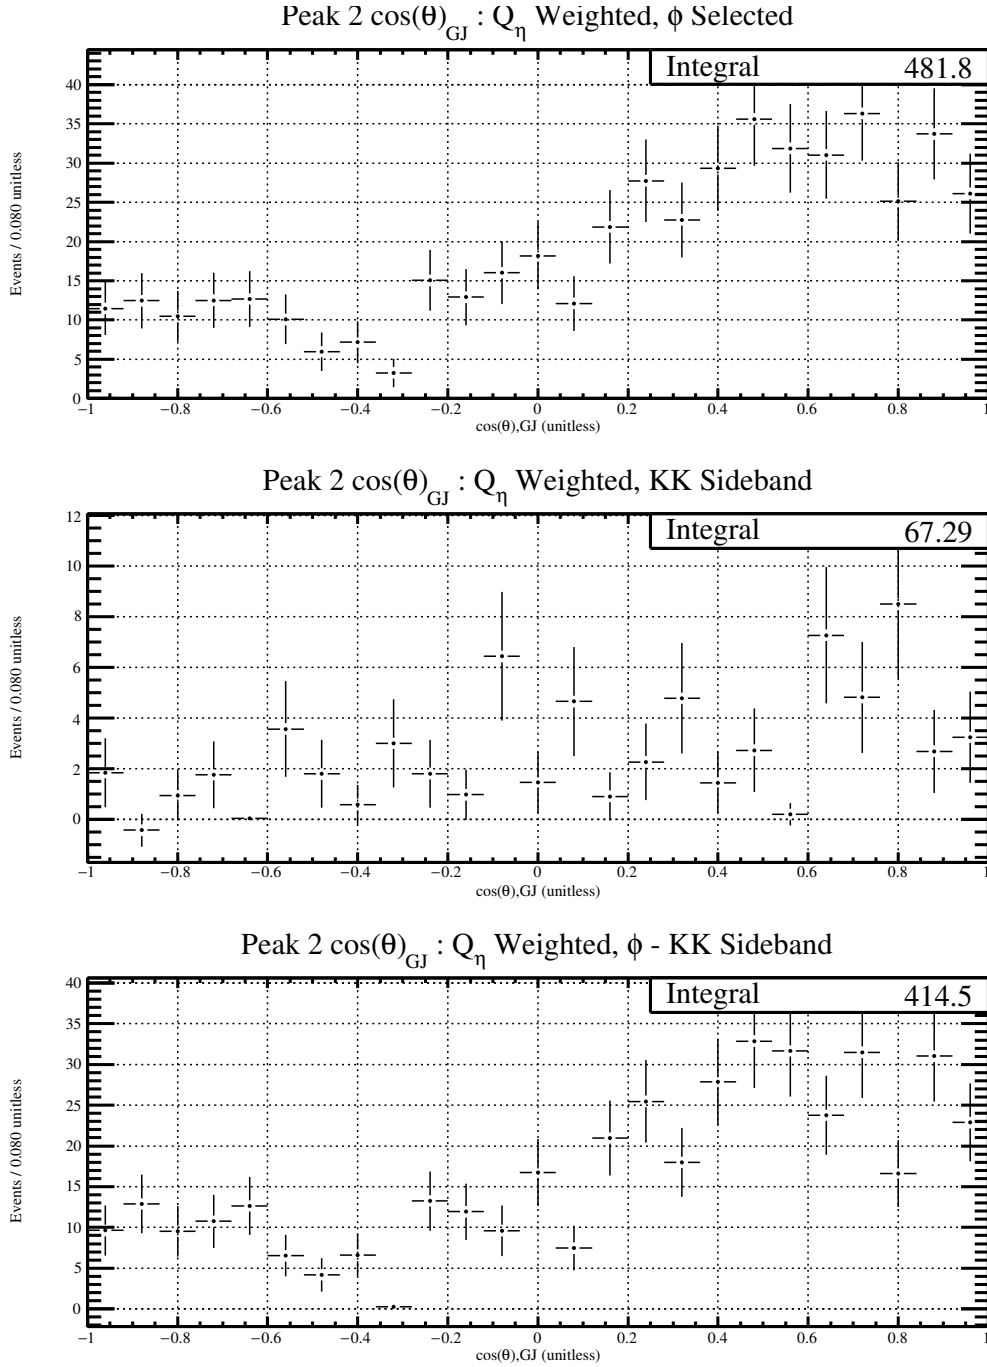 Peak 2 cos(θ)_GJ : Q_η Weighted, ϕ Selected
Integral 481.8
Events / 0.080 unitless
40
35
30
25
20
15
10
5
0
−1 −0.8 −0.6 −0.4 −0.2 0 0.2 0.4 0.6 0.8 1
cos(θ),GJ (unitless)
Peak 2 cos(θ)_GJ : Q_η Weighted, KK Sideband
Integral 67.29
Events / 0.080 unitless
12
10
8
6
4
2
0
−1 −0.8 −0.6 −0.4 −0.2 0 0.2 0.4 0.6 0.8 1
cos(θ),GJ (unitless)
Peak 2 cos(θ)_GJ : Q_η Weighted, ϕ - KK Sideband
Integral 414.5
Events / 0.080 unitless
40
35
30
25
20
15
10
5
0
−1 −0.8 −0.6 −0.4 −0.2 0 0.2 0.4 0.6 0.8 1
cos(θ),GJ (unitless)